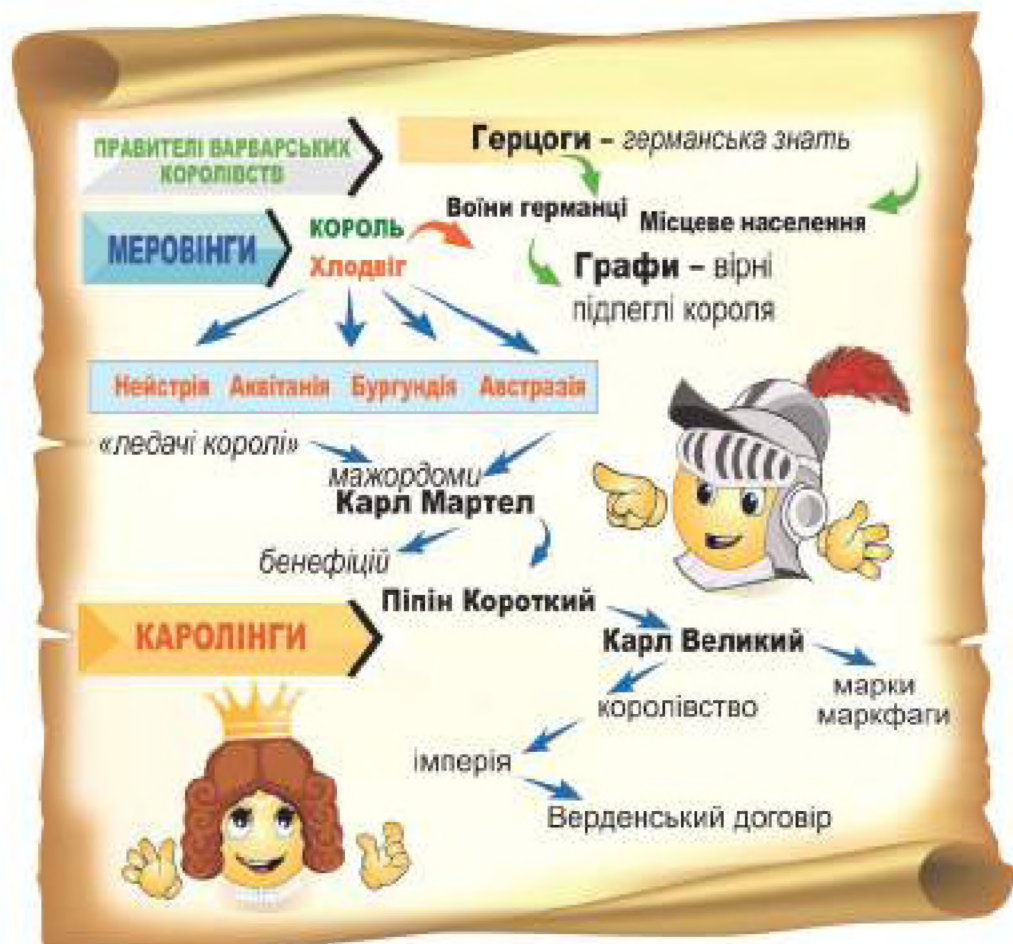 ПРАВИТЕЛІ ВАРВАРСЬКИХ
КОРОЛІВСТВ
Герцоги – германська знать
Воїни германці
Місцеве населення
МЕРОВІНГИ
КОРОЛЬ
Хлодвіг
Графи – вірні
підлеглі короля
Нейстрія Аквітанія Бургундія Австразія
«ледачі королі»
мажордоми
Карл Мартел
бенефіцій
Піпін Короткий
КАРОЛІНГИ
Карл Великий
королівство
марки
маркфаги
імперія
Верденський договір